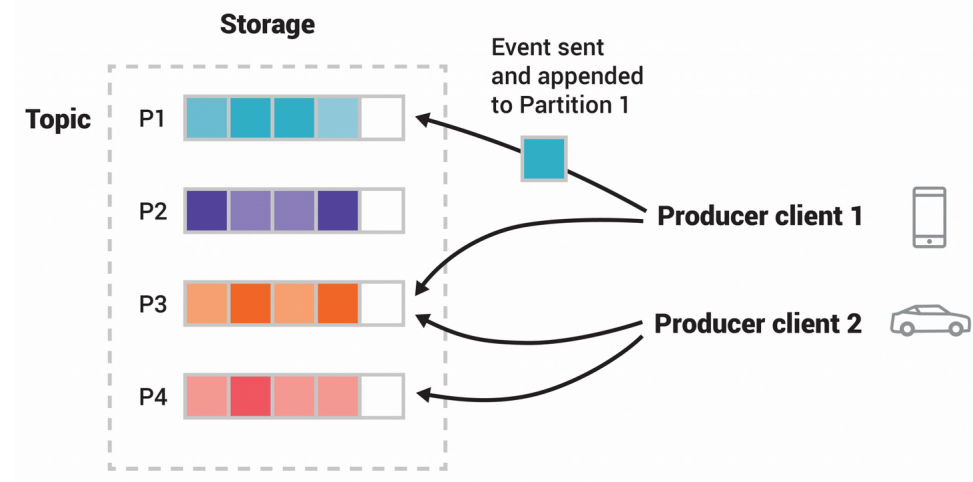 Storage
Event sent
and appended
to Partition 1
Topic
P1
P2
Producer client 1
P3
Producer client 2
P4